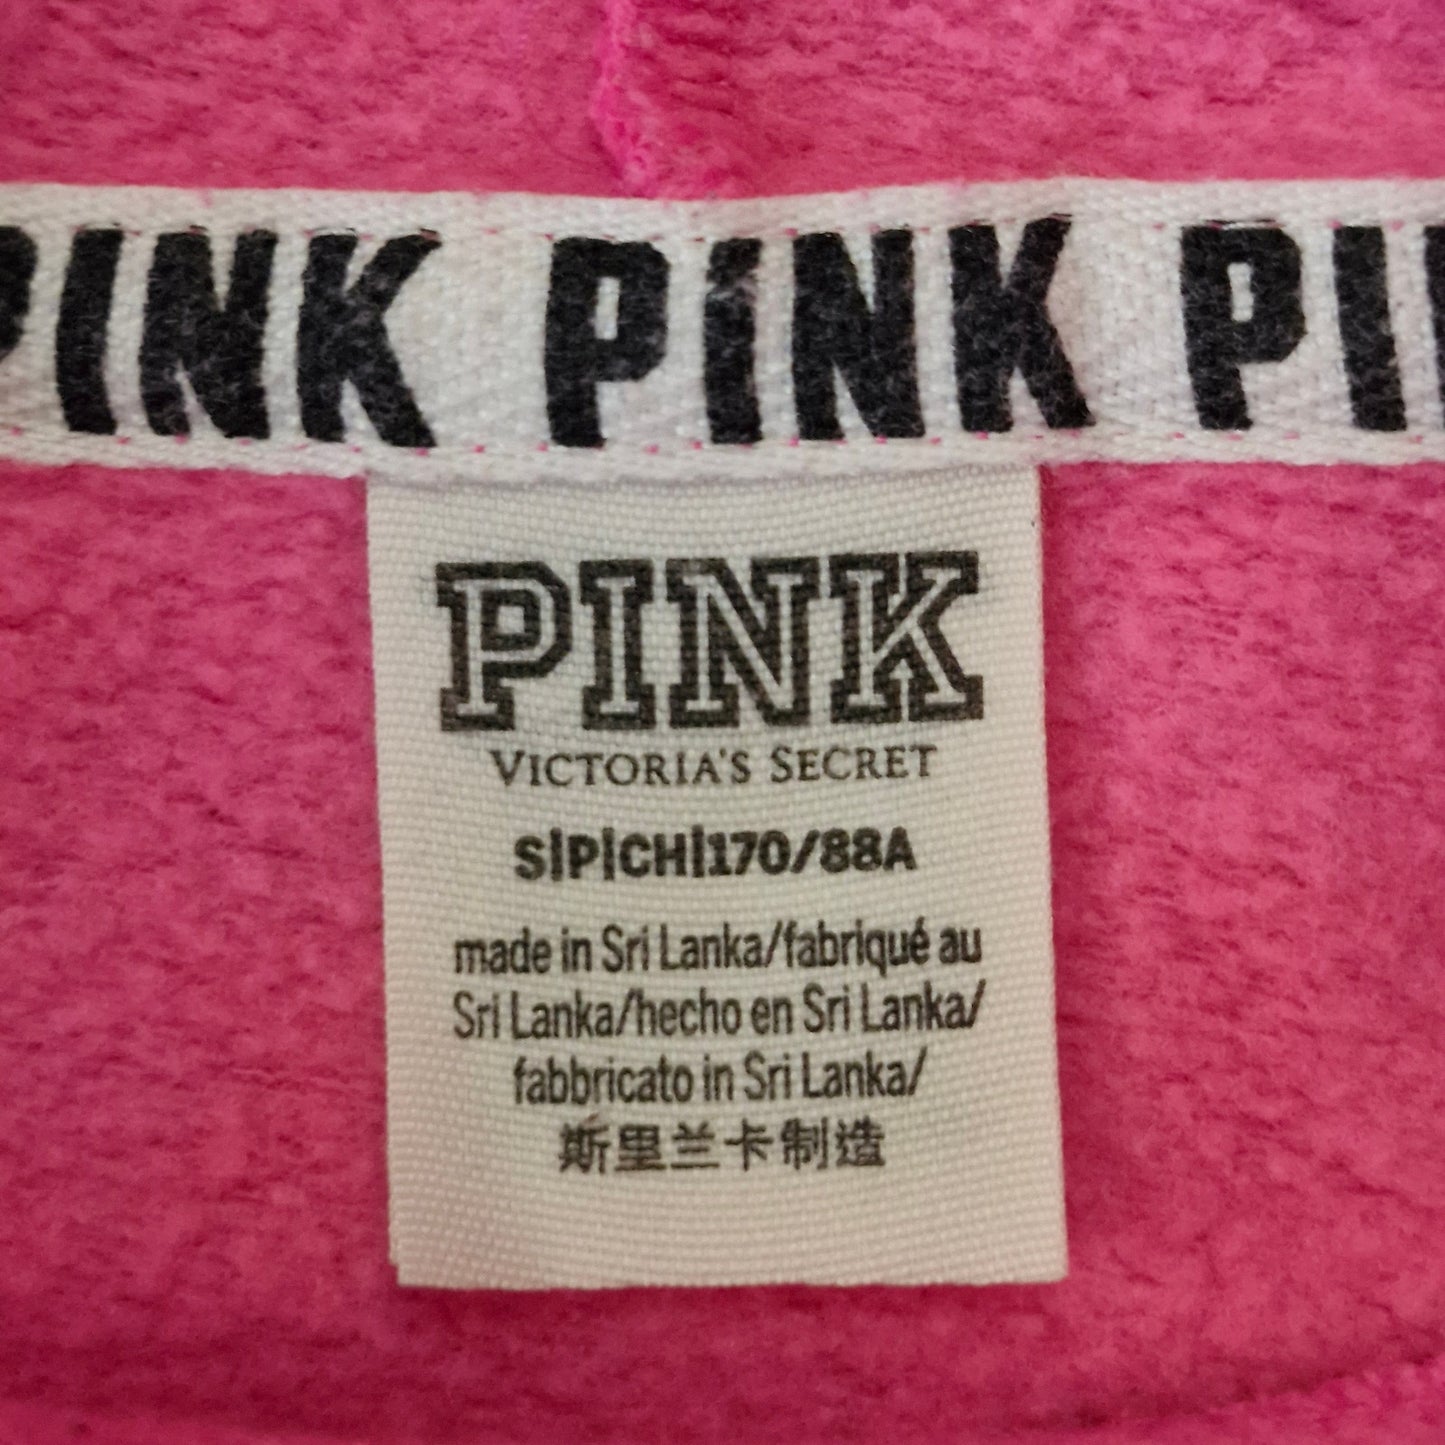 PINK PINK PI
PINK
VICTORIA'S SECRET
S|P|CH|170/88A
made in Sri Lanka/fabriqué au
Sri Lanka/hecho en Sri Lanka/
fabbricato in Sri Lanka/
斯里兰卡制造